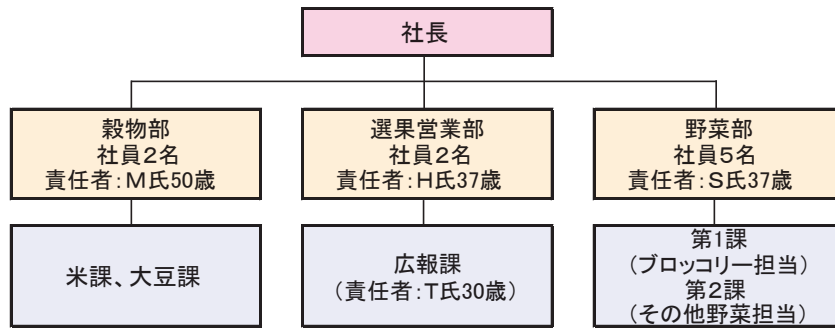 社長
穀物部
社員2名
責任者:M氏50歳
選果営業部
社員2名
責任者:H氏37歳
野菜部
社員5名
責任者:S氏37歳
米課、大豆課
広報課
(責任者:T氏30歳)
第1課
(ブロッコリー担当)
第2課
(その他野菜担当)